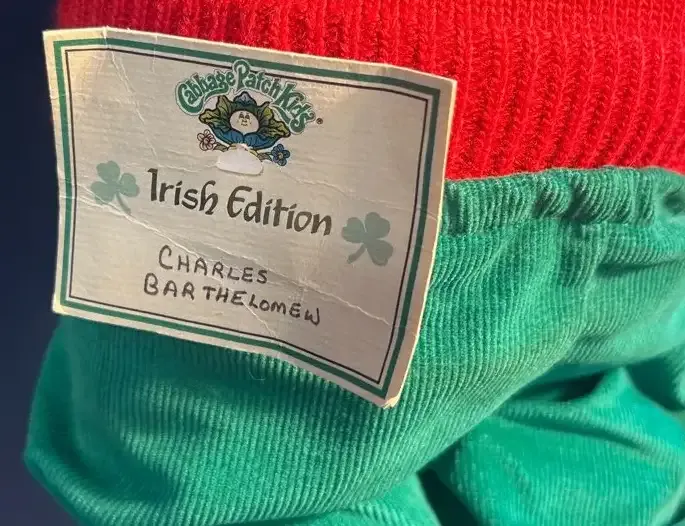 Cabbage Patch Kids®
Irish Edition
CHARLES
BARTHELOMEW